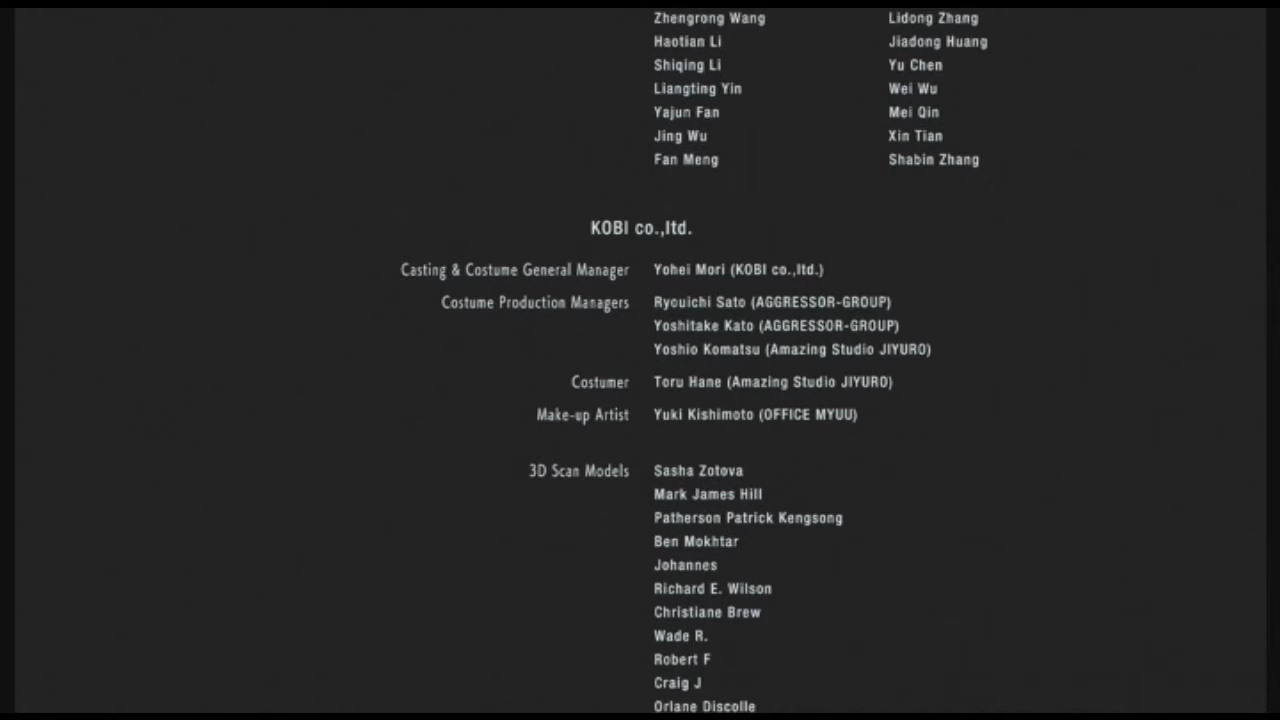 Zhengrong Wang Lidong Zhang
Haotian Li Jiadong Huang
Shiqing Li Yu Chen
Liangting Yin Wei Wu
Yajun Fan Mei Qin
Jing Wu Xin Tian
Fan Meng Shabin Zhang
KOBI co.,ltd.
Casting & Costume General Manager Yohei Mori (KOBI co.,ltd.)
Costume Production Managers Ryouichi Sato (AGGRESSOR-GROUP)
Yoshitake Kato (AGGRESSOR-GROUP)
Yoshio Komatsu (Amazing Studio JIYURO)
Costumer Toru Hane (Amazing Studio JIYURO)
Make-up Artist Yuki Kishimoto (OFFICE MYUU)
3D Scan Models Sasha Zotova
Mark James Hill
Patherson Patrick Kengsong
Ben Mokhtar
Johannes
Richard E. Wilson
Christiane Brew
Wade R.
Robert F
Craig J
Orlane Discolle